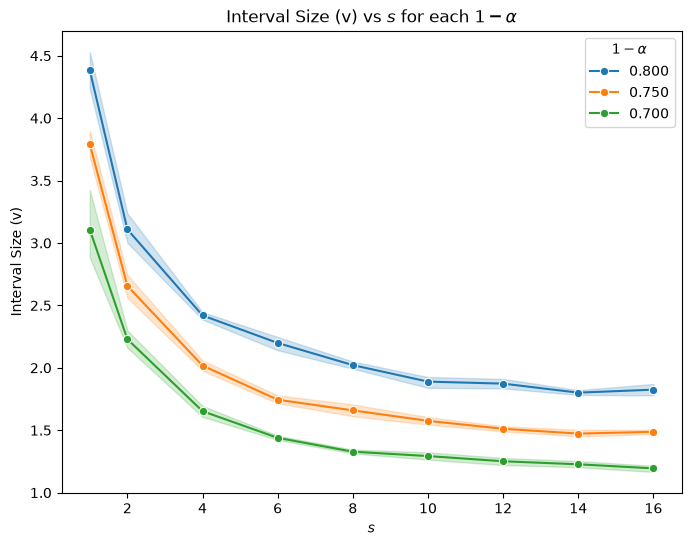 Interval Size (v) vs s for each 1 − α
1 − α
0.800
0.750
0.700
Interval Size (v)
4.5
4.0
3.5
3.0
2.5
2.0
1.5
1.0
2 4 6 8 10 12 14 16
s